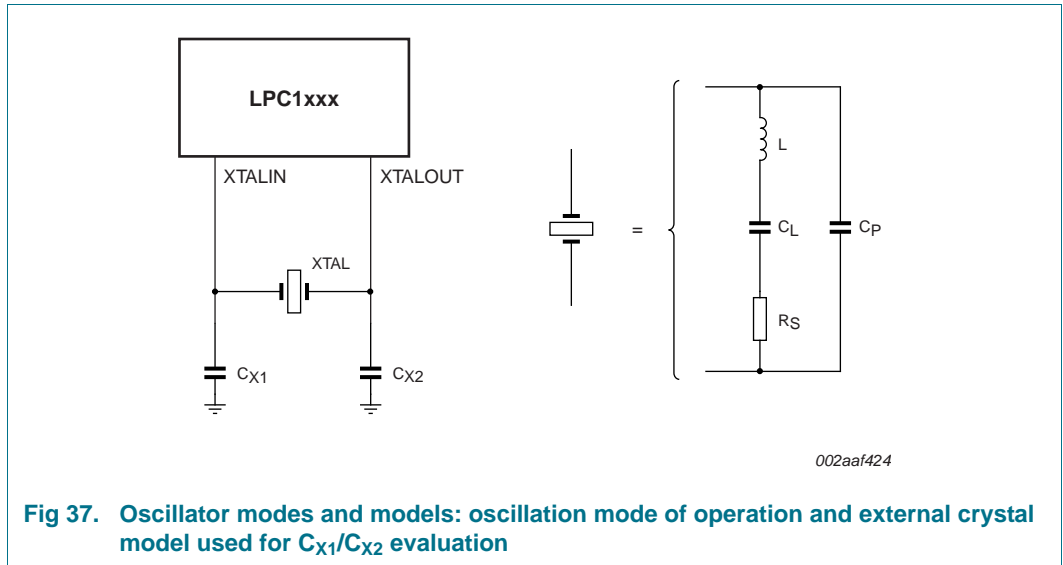 LPC1xxx
XTALIN
XTALOUT
XTAL
CX1
CX2
=
L
CL
CP
RS
002aaf424
Fig 37. Oscillator modes and models: oscillation mode of operation and external crystal
model used for CX1/CX2 evaluation